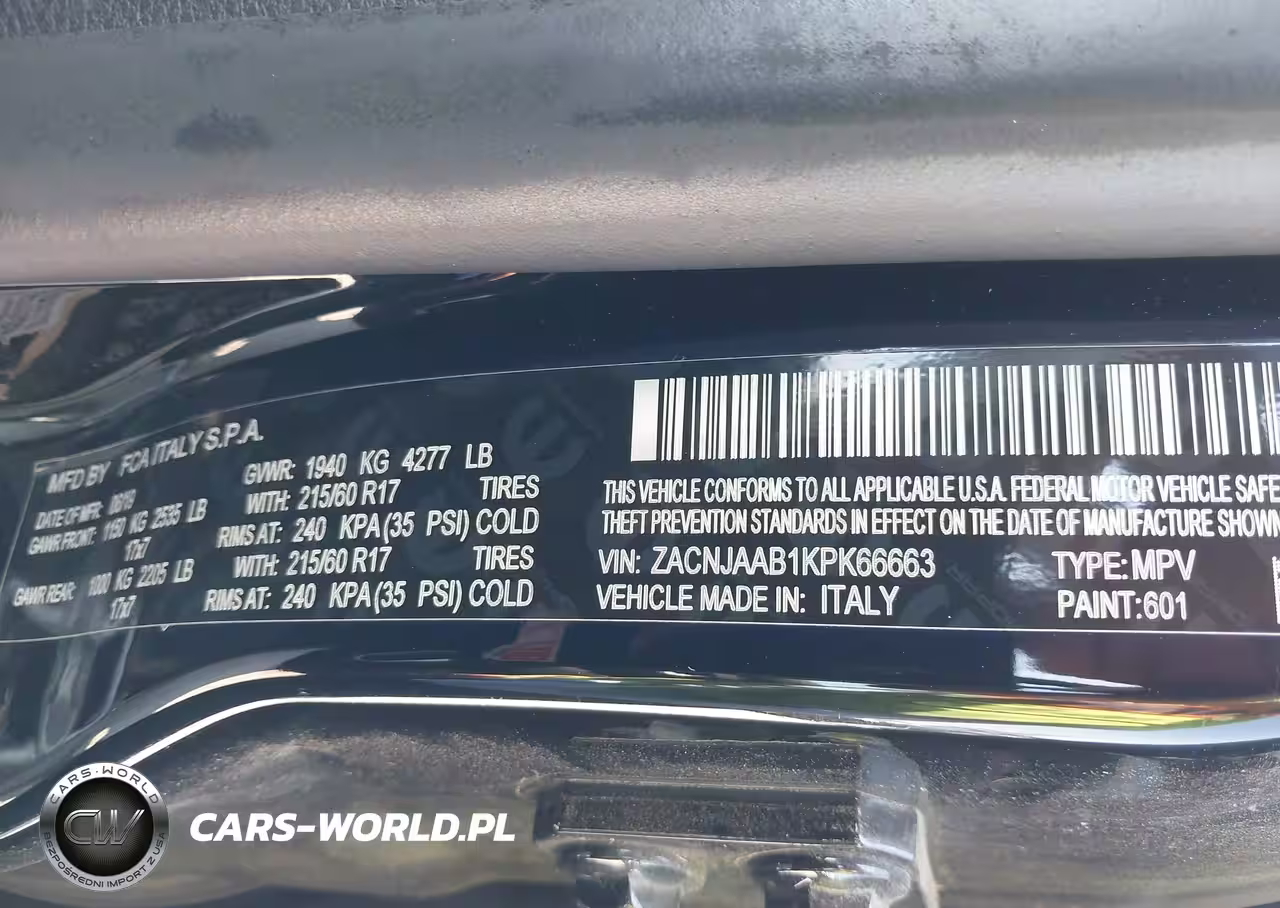 MFD BY FCA ITALY S.P.A.
DATE OF MFR: 06/19
GVWR: 1940 KG 4277 LB
GAWR FRONT: 1150 KG 2535 LB
WITH: 215/60 R17 TIRES
17x7
RIMS AT: 240 KPA(35 PSI) COLD
GAWR REAR: 1000 KG 2205 LB
WITH: 215/60 R17 TIRES
17x7
RIMS AT: 240 KPA(35 PSI) COLD
THIS VEHICLE CONFORMS TO ALL APPLICABLE U.S.A. FEDERAL MOTOR VEHICLE SAFE
THEFT PREVENTION STANDARDS IN EFFECT ON THE DATE OF MANUFACTURE SHOW
VIN: ZACNJAAB1KPK66663 TYPE: MPV
VEHICLE MADE IN: ITALY PAINT:601
CARS-WORLD
CW
BEZPOŚREDNI IMPORT Z USA
CARS-WORLD.PL